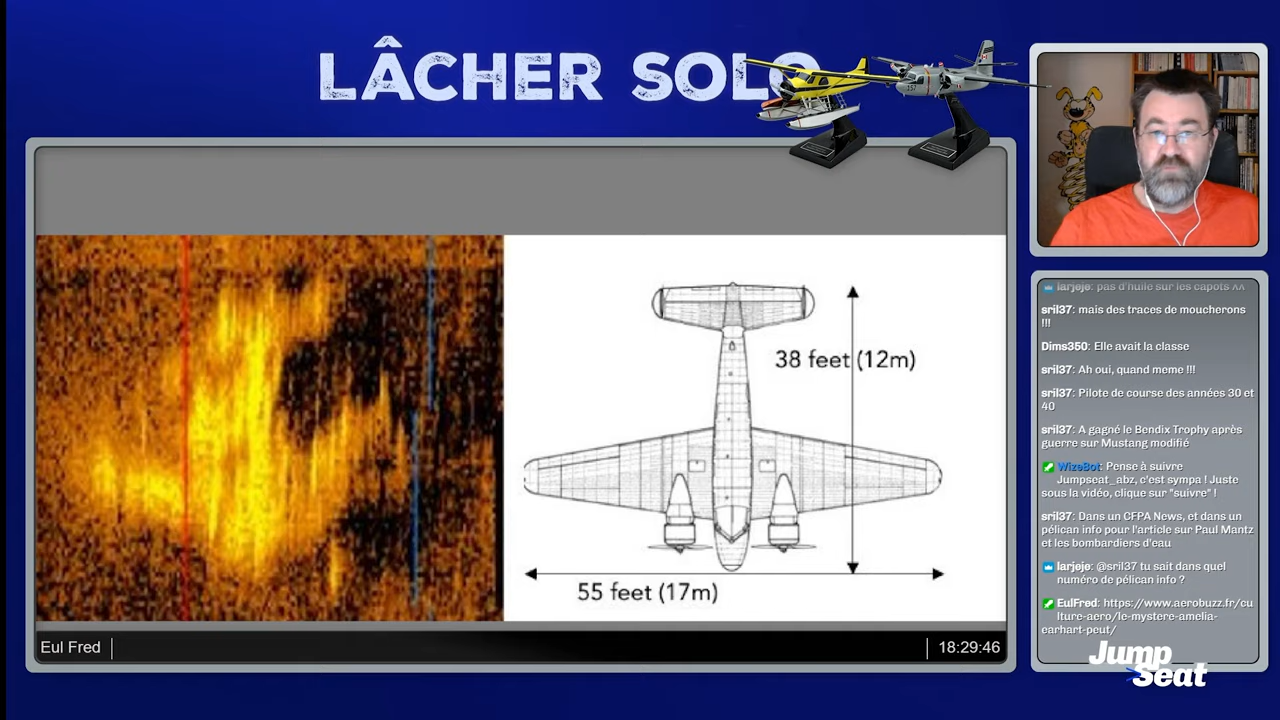 LÂCHER SOLO
38 feet (12m)
55 feet (17m)
Eul Fred
18:29:46
larjeje: pas d'huile sur les capots ^^
sril37: mais des traces de moucherons
!!!
Dims350: Elle avait la classe
sril37: Ah oui, quand meme !!!
sril37: Pilote de course des années 30 et
40
sril37: A gagné le Bendix Trophy après
guerre sur Mustang modifié
WizeBot: Pense à suivre
Jumpseat_abz, c'est sympa ! Juste
sous la vidéo, clique sur "suivre" !
sril37: Dans un CFPA News, et dans un
pélican info pour l'article sur Paul Mantz
et les bombardiers d'eau
larjeje: @sril37 tu sait dans quel
numéro de pélican info ?
EulFred: https://www.aerobuzz.fr/cu
lture-aero/le-mystere-amelia-
earhart-peut/
Jump
Seat